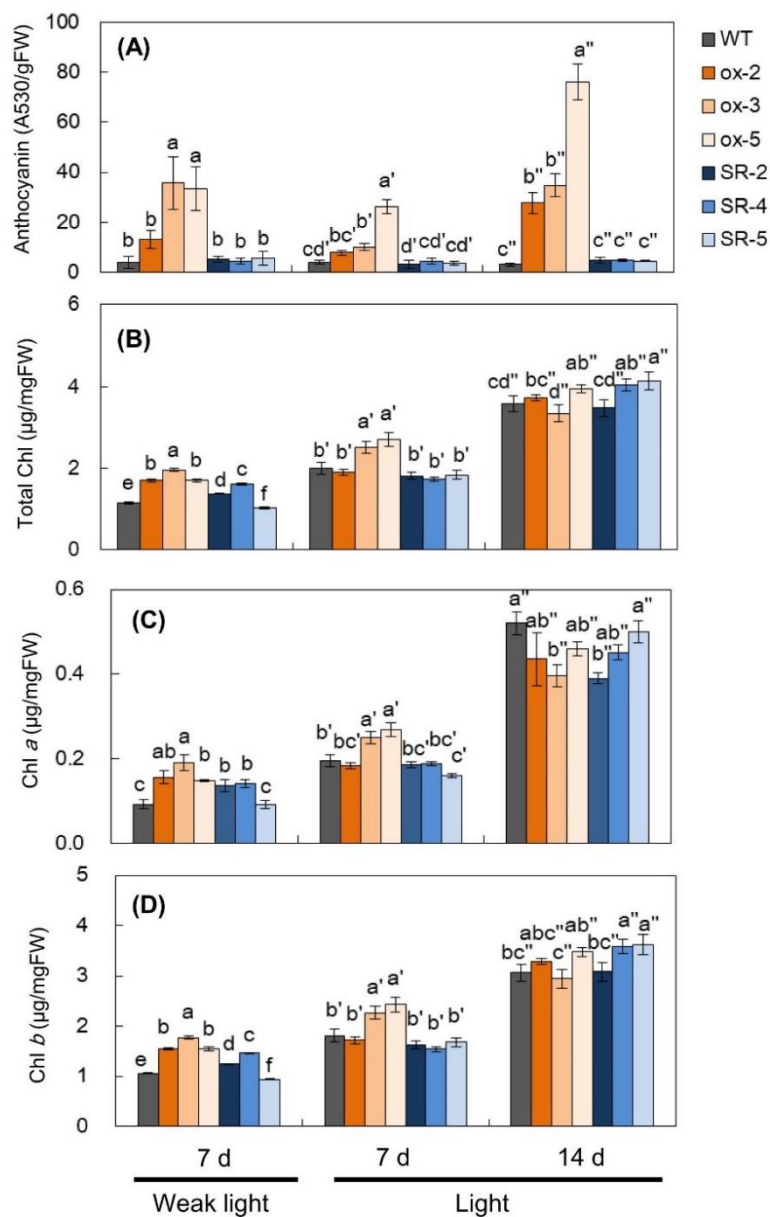 (A)
Anthocyanin (A530/gFW)
100
80
60
40
20
0
b b a a b b b
cd' bc' b' a' d' cd' cd'
c" b" b" a" c" c" c"
WT
ox-2
ox-3
ox-5
SR-2
SR-4
SR-5
(B)
Total Chl (µg/mgFW)
6
4
2
0
e b a b d c f
b' b' a' a' b' b' b'
cd" bc" d" ab" cd" ab" a"
(C)
Chl a (µg/mgFW)
0.6
0.4
0.2
0.0
c ab a b b b c
b' bc' a' a' bc' bc' c'
a" ab" b" ab" b" ab" a"
(D)
Chl b (µg/mgFW)
5
4
3
2
1
0
e b a b d c f
b' b' a' a' b' b' b'
bc" abc" c" ab" bc" a" a"
7 d 7 d 14 d
Weak light Light